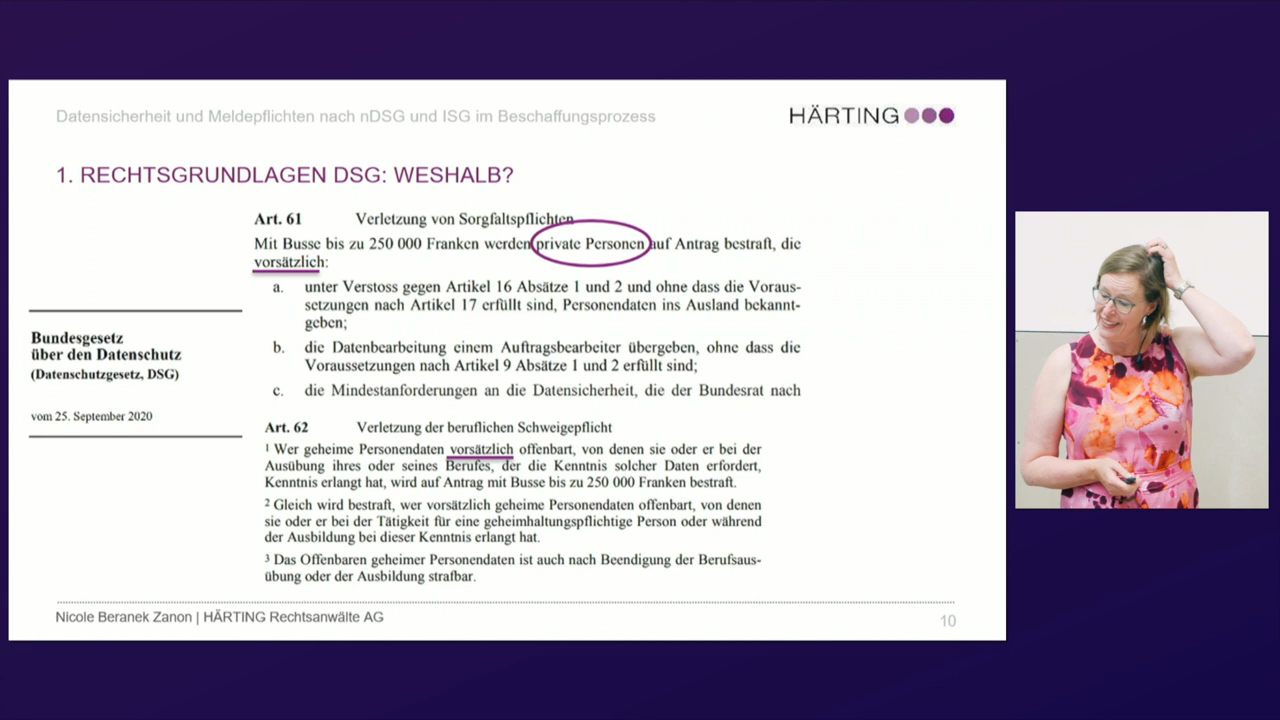 Datensicherheit und Meldepflichten nach nDSG und ISG im Beschaffungsprozess
HÄRTING
1. RECHTSGRUNDLAGEN DSG: WESHALB?
Art. 61 Verletzung von Sorgfaltspflichten
Mit Busse bis zu 250 000 Franken werden private Personen auf Antrag bestraft, die
vorsätzlich:
a. unter Verstoss gegen Artikel 16 Absätze 1 und 2 und ohne dass die Voraus-
setzungen nach Artikel 17 erfüllt sind, Personendaten ins Ausland bekannt-
geben;
b. die Datenbearbeitung einem Auftragsbearbeiter übergeben, ohne dass die
Voraussetzungen nach Artikel 9 Absätze 1 und 2 erfüllt sind;
c. die Mindestanforderungen an die Datensicherheit, die der Bundesrat nach
Bundesgesetz
über den Datenschutz
(Datenschutzgesetz, DSG)
vom 25. September 2020
Art. 62 Verletzung der beruflichen Schweigepflicht
1 Wer geheime Personendaten vorsätzlich offenbart, von denen sie oder er bei der
Ausübung ihres oder seines Berufes, der die Kenntnis solcher Daten erfordert,
Kenntnis erlangt hat, wird auf Antrag mit Busse bis zu 250 000 Franken bestraft.
2 Gleich wird bestraft, wer vorsätzlich geheime Personendaten offenbart, von denen
sie oder er bei der Tätigkeit für eine geheimhaltungspflichtige Person oder während
der Ausbildung bei dieser Kenntnis erlangt hat.
3 Das Offenbaren geheimer Personendaten ist auch nach Beendigung der Berufsaus-
übung oder der Ausbildung strafbar.
Nicole Beranek Zanon | HÄRTING Rechtsanwälte AG
10